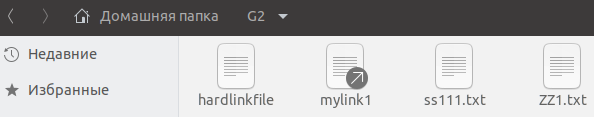 Домашняя папка G2
Недавние
Избранные
hardlinkfile mylink1 ss111.txt ZZ1.txt